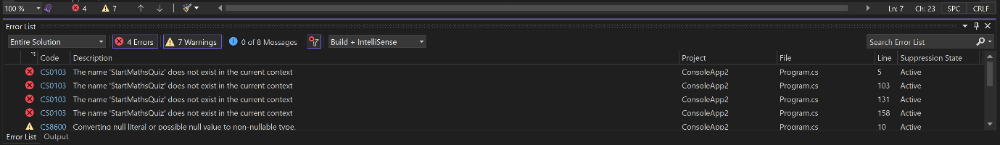 100 % 4 7 Ln: 7 Ch: 23 SPC CRLF
Error List
Entire Solution 4 Errors 7 Warnings 0 of 8 Messages Build + IntelliSense Search Error List
Code Description Project File Line Suppression State
CS0103 The name 'StartMathsQuiz' does not exist in the current context ConsoleApp2 Program.cs 5 Active
CS0103 The name 'StartMathsQuiz' does not exist in the current context ConsoleApp2 Program.cs 103 Active
CS0103 The name 'StartMathsQuiz' does not exist in the current context ConsoleApp2 Program.cs 131 Active
CS0103 The name 'StartMathsQuiz' does not exist in the current context ConsoleApp2 Program.cs 158 Active
CS8600 Converting null literal or possible null value to non-nullable type. ConsoleApp2 Program.cs 10 Active
Error List Output